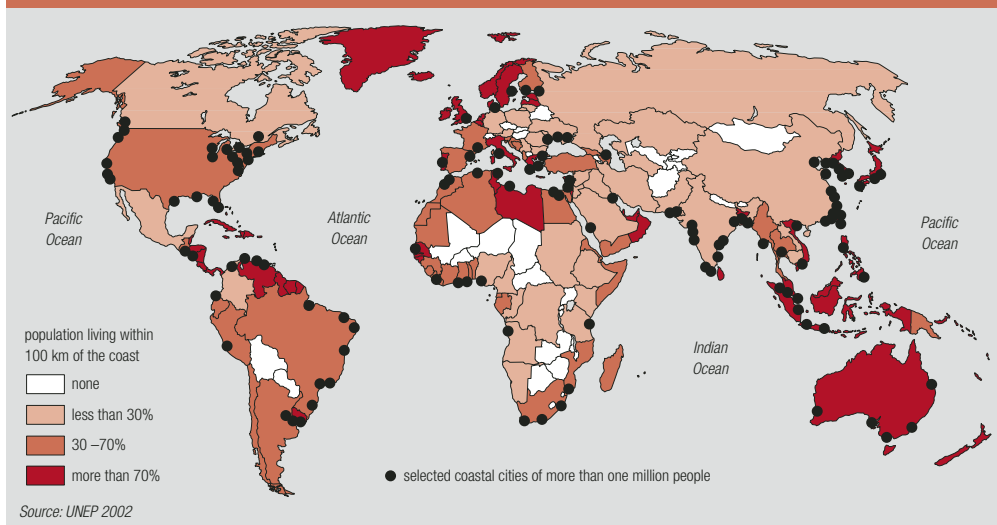 Pacific
Ocean
Atlantic
Ocean
Pacific
Ocean
Indian
Ocean
population living within
100 km of the coast
none
less than 30%
30 –70%
more than 70%
selected coastal cities of more than one million people
Source: UNEP 2002